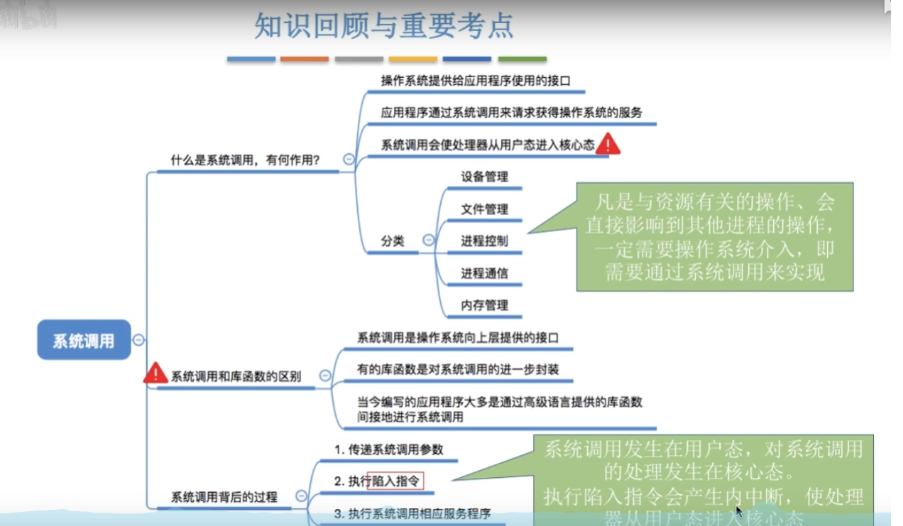 知识回顾与重要考点
操作系统提供给应用程序使用的接口
应用程序通过系统调用来请求获得操作系统的服务
什么是系统调用，有何作用？
系统调用会使处理器从用户态进入核心态
分类
设备管理
文件管理
进程控制
进程通信
内存管理
凡是与资源有关的操作、会
直接影响到其他进程的操作，
一定需要操作系统介入，即
需要通过系统调用来实现
系统调用
系统调用和库函数的区别
系统调用是操作系统向上层提供的接口
有的库函数是对系统调用的进一步封装
当今编写的应用程序大多是通过高级语言提供的库函数
间接地进行系统调用
系统调用背后的过程
1. 传递系统调用参数
2. 执行陷入指令
3. 执行系统调用相应服务程序
系统调用发生在用户态，对系统调用
的处理发生在核心态。
执行陷入指令会产生内中断，使处理
器从用户态进入核心态